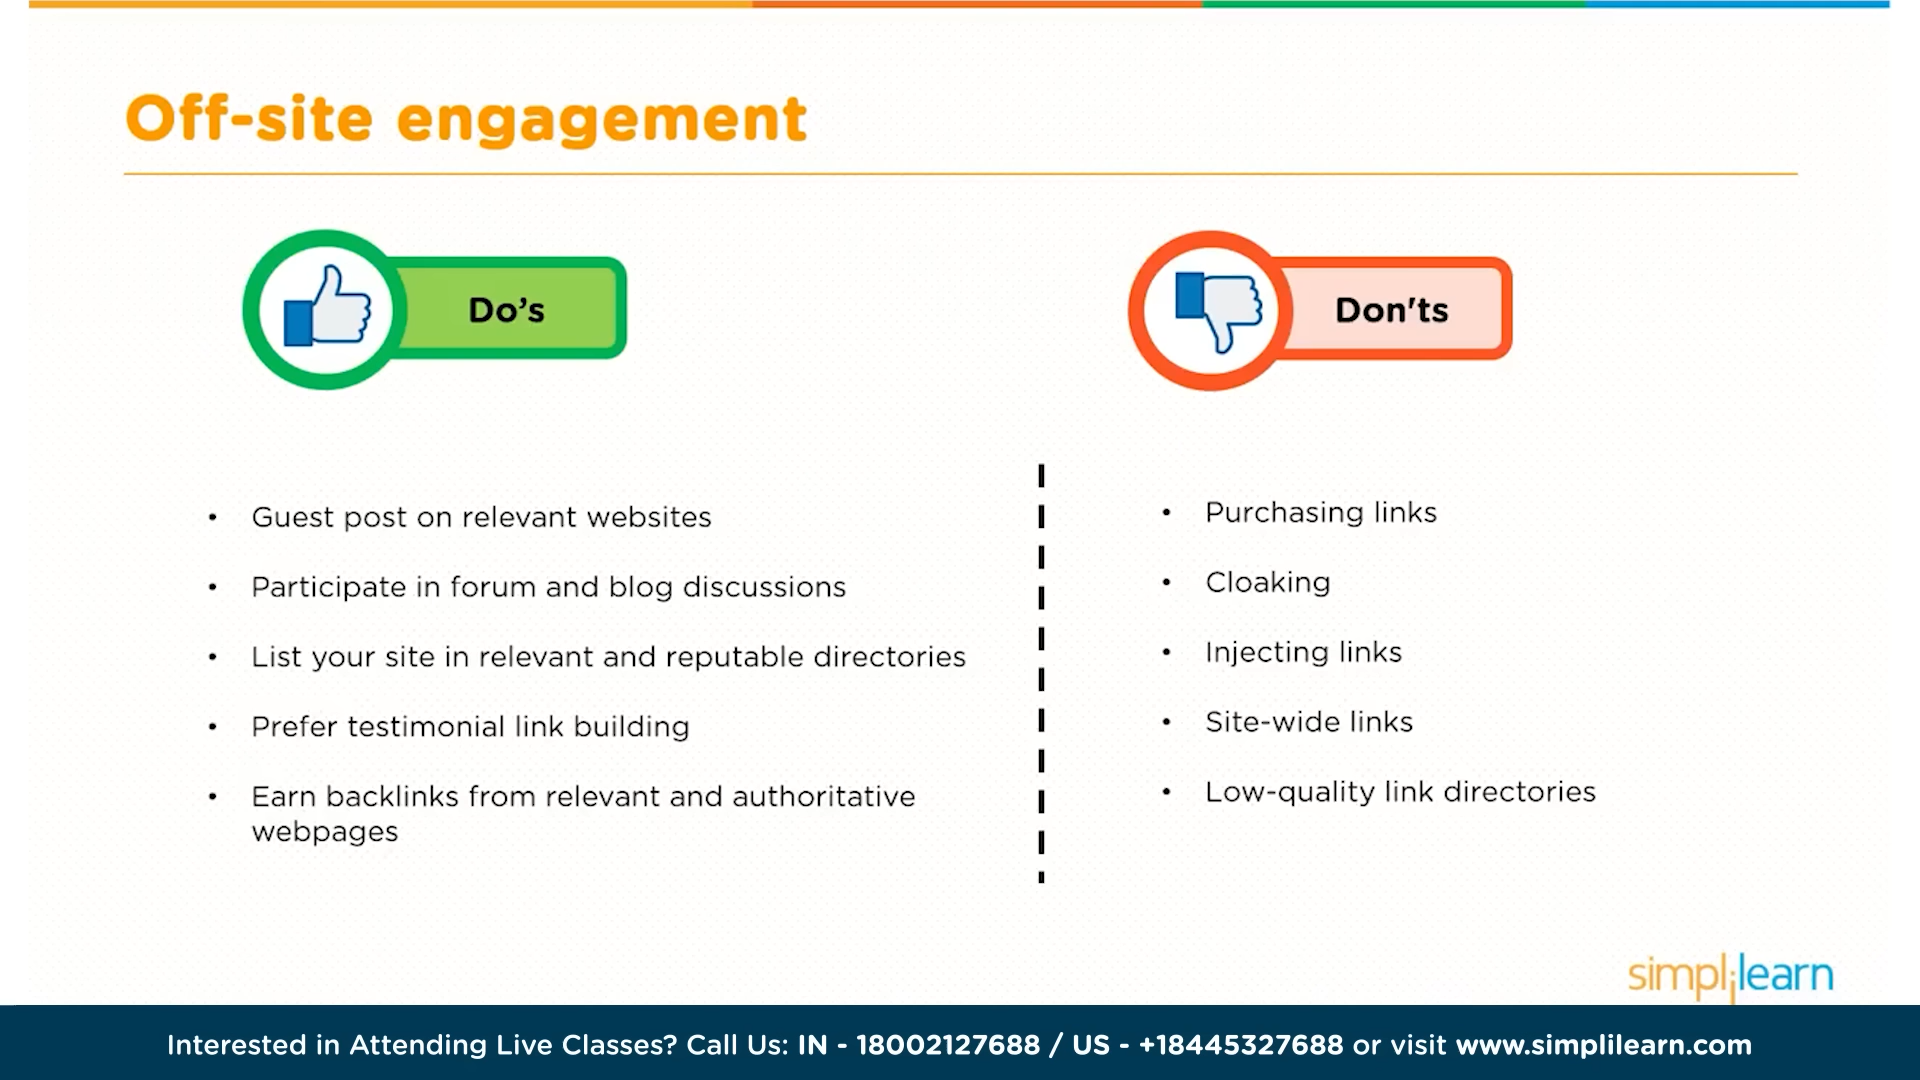 Off-site engagement
Do’s
Don'ts
• Guest post on relevant websites
• Participate in forum and blog discussions
• List your site in relevant and reputable directories
• Prefer testimonial link building
• Earn backlinks from relevant and authoritative
webpages
• Purchasing links
• Cloaking
• Injecting links
• Site-wide links
• Low-quality link directories
simplilearn
Interested in Attending Live Classes? Call Us: IN - 18002127688 / US - +18445327688 or visit www.simplilearn.com